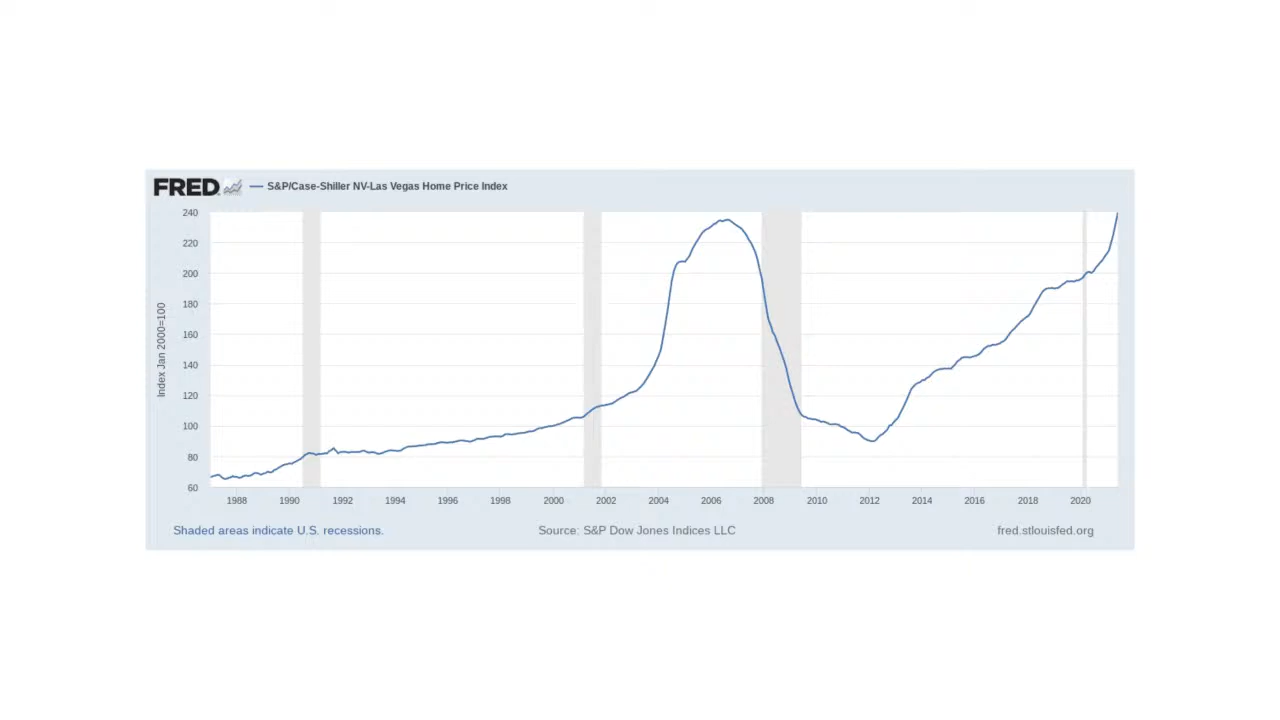 FRED S&P/Case-Shiller NV-Las Vegas Home Price Index
240
220
200
180
160
140
120
100
80
60
Index Jan 2000=100
1988 1990 1992 1994 1996 1998 2000 2002 2004 2006 2008 2010 2012 2014 2016 2018 2020
Shaded areas indicate U.S. recessions. Source: S&P Dow Jones Indices LLC fred.stlouisfed.org